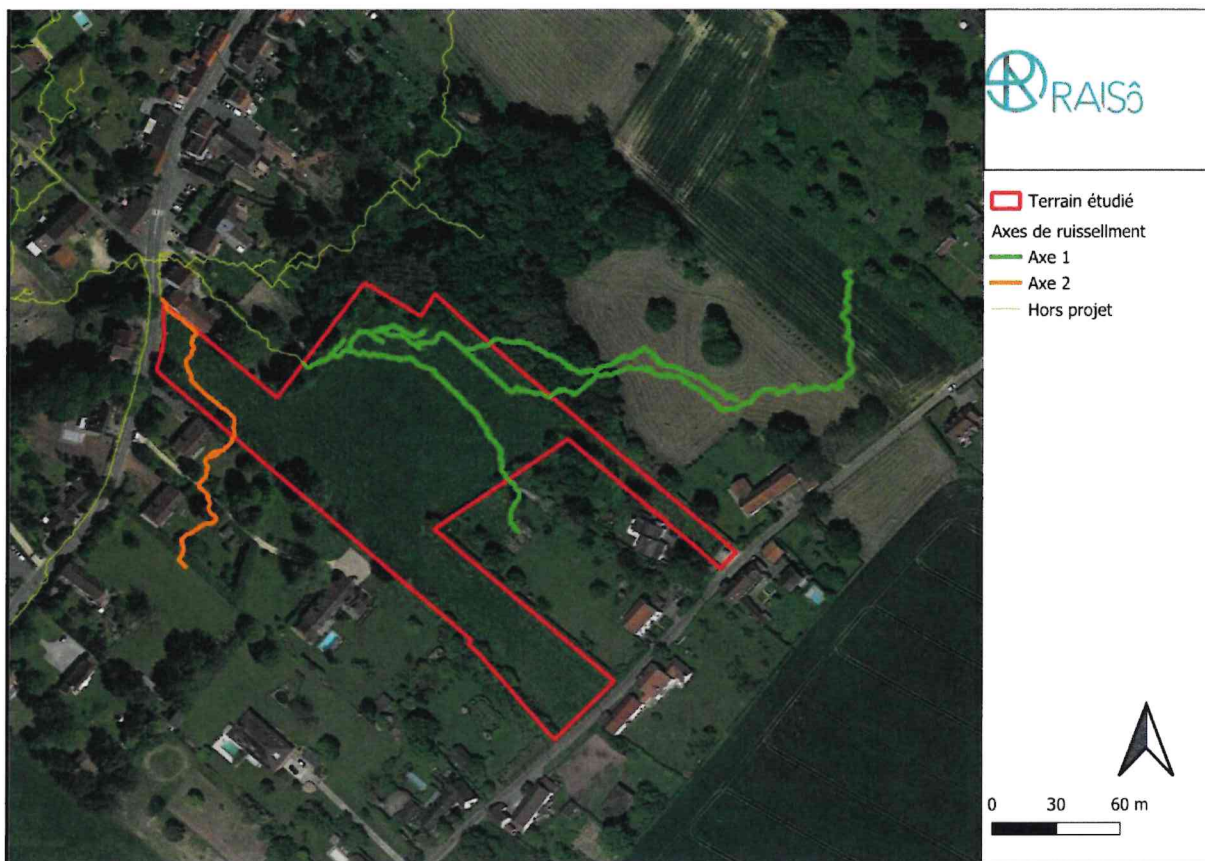 RAISô
Terrain étudié
Axes de ruissellment
Axe 1
Axe 2
Hors projet
0 30 60 m